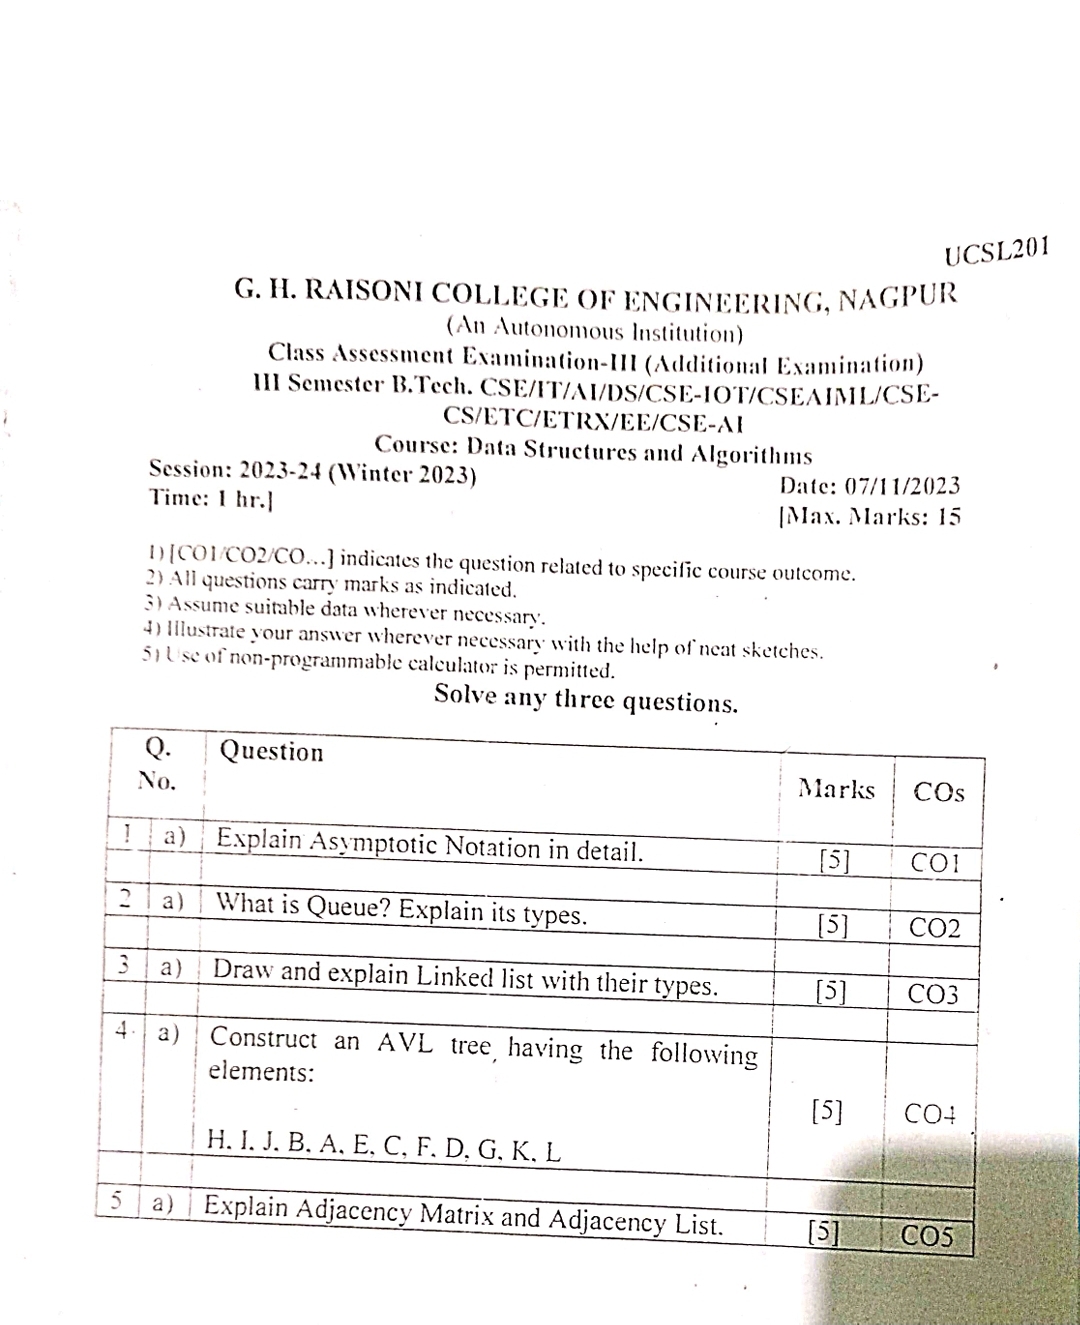 UCSL201
G. H. RAISONI COLLEGE OF ENGINEERING, NAGPUR
(An Autonomous Institution)
Class Assessment Examination-III (Additional Examination)
III Semester B.Tech. CSE/IT/AI/DS/CSE-IOT/CSEAIML/CSE-
CS/ETC/ETRX/EE/CSE-AI
Course: Data Structures and Algorithms
Session: 2023-24 (Winter 2023) Date: 07/11/2023
Time: 1 hr.] [Max. Marks: 15
1) [CO1/CO2/CO...] indicates the question related to specific course outcome.
2) All questions carry marks as indicated.
3) Assume suitable data wherever necessary.
4) Illustrate your answer wherever necessary with the help of neat sketches.
5) Use of non-programmable calculator is permitted.
Solve any three questions.
Q. No. Question Marks COs
1 a) Explain Asymptotic Notation in detail. [5] CO1
2 a) What is Queue? Explain its types. [5] CO2
3 a) Draw and explain Linked list with their types. [5] CO3
4. a) Construct an AVL tree having the following
elements:
[5] CO4
H. I. J. B. A. E. C, F. D. G. K. L
5 a) Explain Adjacency Matrix and Adjacency List. [5] CO5